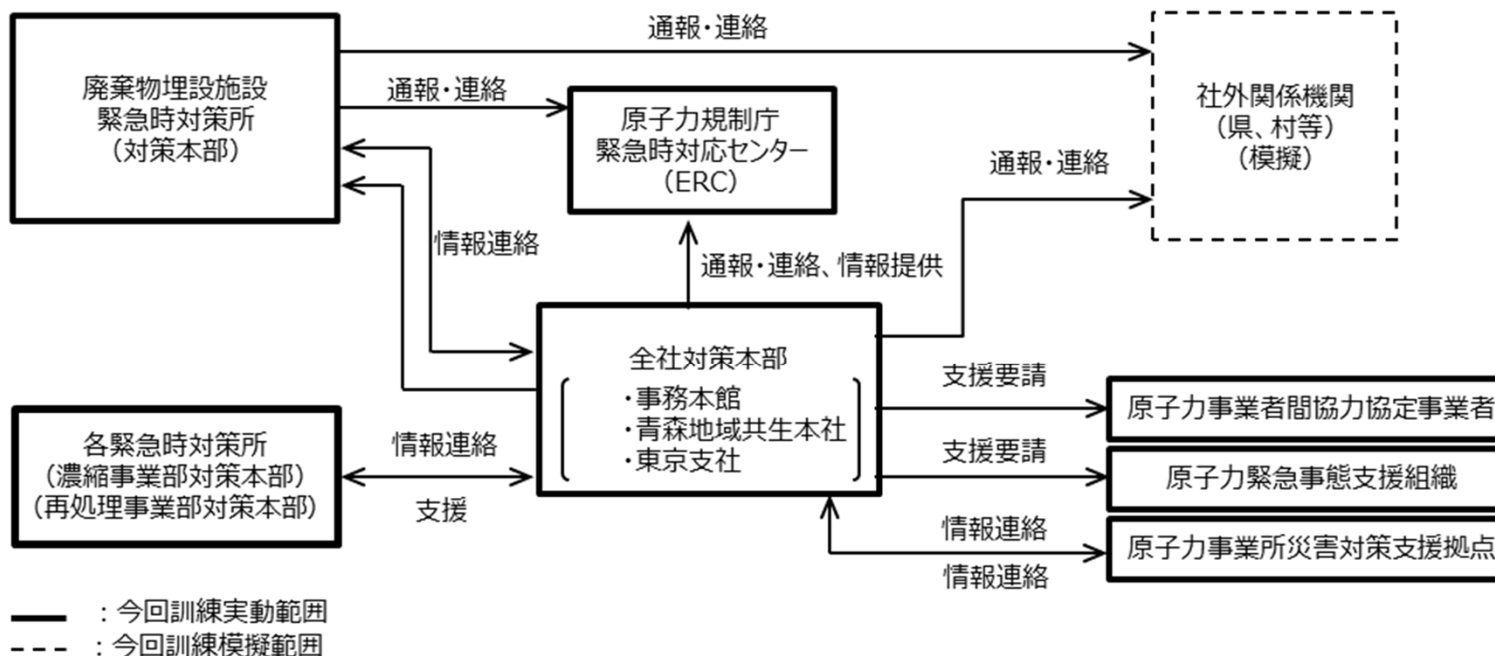 通報・連絡
廃棄物埋設施設
緊急時対策所
（対策本部）
通報・連絡
原子力規制庁
緊急時対応センター
（ERC）
社外関係機関
（県、村等）
（模擬）
通報・連絡
情報連絡
通報・連絡、情報提供
全社対策本部
・事務本館
・青森地域共生本社
・東京支社
支援要請
原子力事業者間協力協定事業者
支援要請
原子力緊急事態支援組織
情報連絡
情報連絡
原子力事業所災害対策支援拠点
各緊急時対策所
（濃縮事業部対策本部）
（再処理事業部対策本部）
情報連絡
支援
：今回訓練実動範囲
：今回訓練模擬範囲